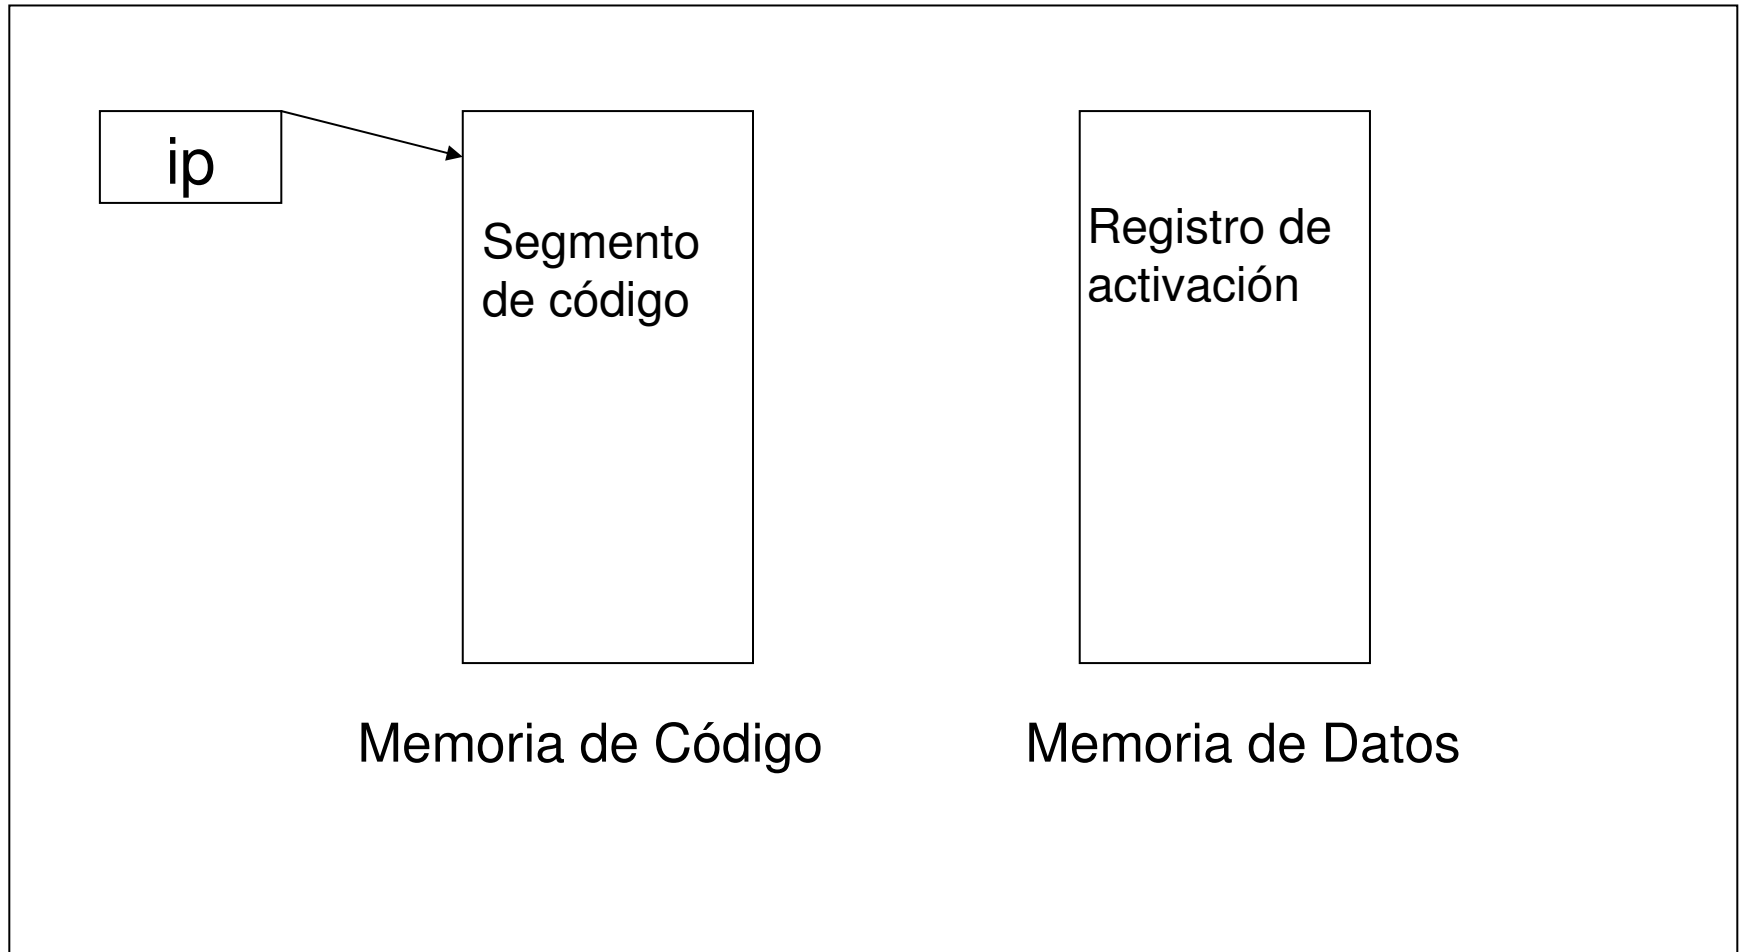 ip
Segmento
de código
Registro de
activación
Memoria de Código
Memoria de Datos